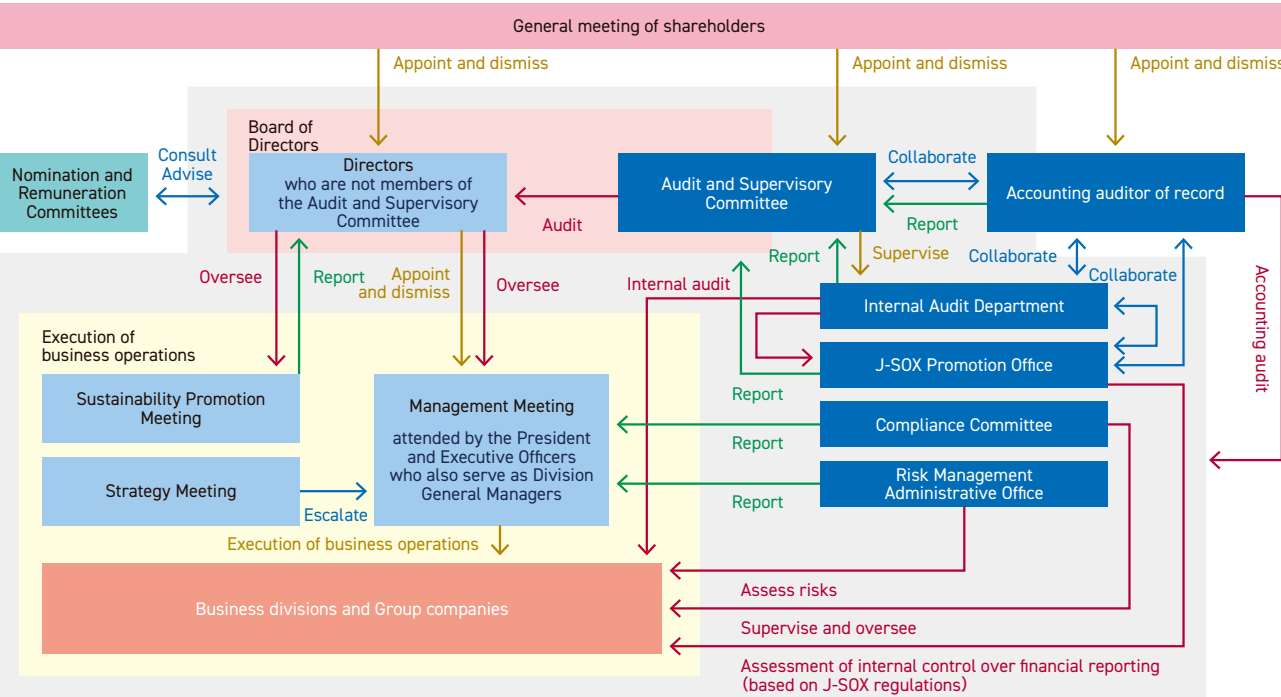 General meeting of shareholders
Appoint and dismiss
Appoint and dismiss
Appoint and dismiss
Board of
Directors
Consult
Advise
Nomination and
Remuneration
Committees
Directors
who are not members of
the Audit and Supervisory
Committee
Audit
Audit and Supervisory
Committee
Collaborate
Report
Accounting auditor of record
Oversee
Report
Appoint
and dismiss
Oversee
Internal audit
Report
Supervise
Collaborate
Collaborate
Accounting audit
Internal Audit Department
Execution of
business operations
J-SOX Promotion Office
Sustainability Promotion
Meeting
Management Meeting
attended by the President
and Executive Officers
who also serve as Division
General Managers
Report
Compliance Committee
Report
Strategy Meeting
Escalate
Risk Management
Administrative Office
Report
Execution of business operations
Business divisions and Group companies
Assess risks
Supervise and oversee
Assessment of internal control over financial reporting
(based on J-SOX regulations)